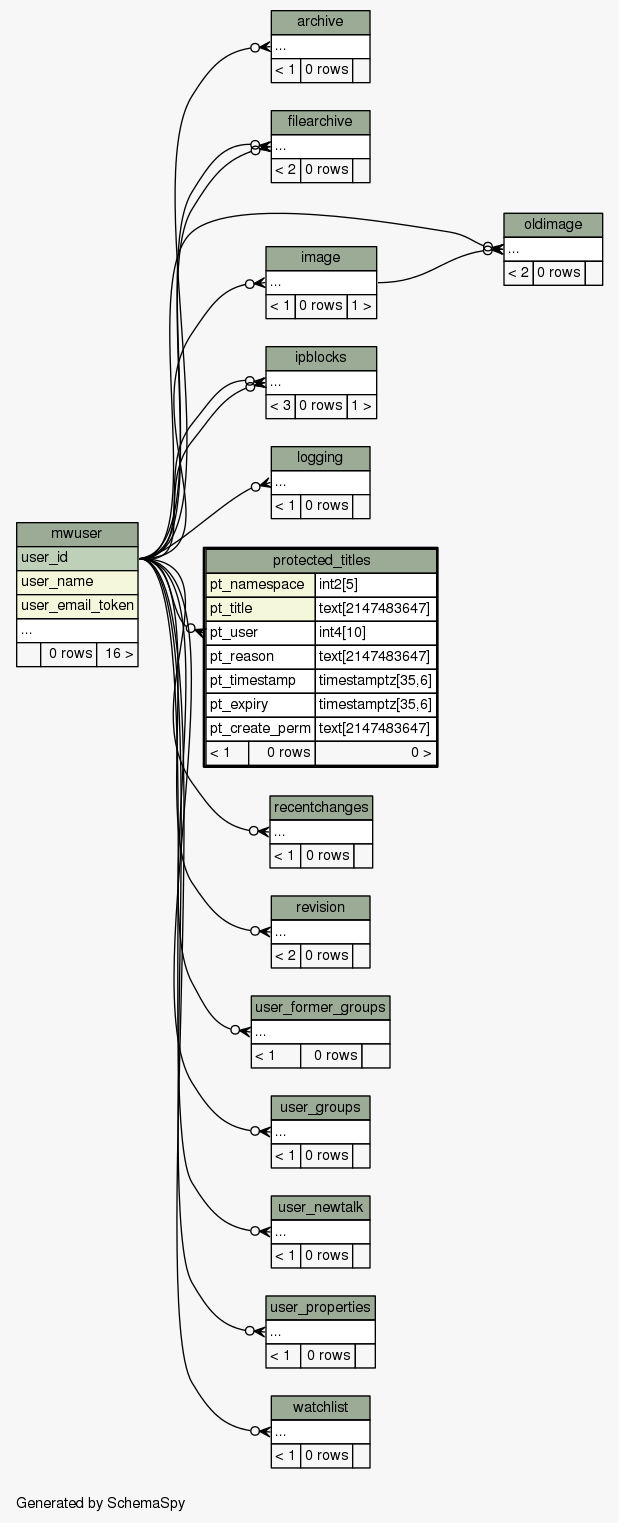 archive
...
< 1 0 rows
filearchive
...
< 2 0 rows
oldimage
...
< 2 0 rows
image
...
< 1 0 rows 1 >
ipblocks
...
< 3 0 rows 1 >
logging
...
< 1 0 rows
mwuser
user_id
user_name
user_email_token
...
0 rows 16 >
protected_titles
pt_namespace int2[5]
pt_title text[2147483647]
pt_user int4[10]
pt_reason text[2147483647]
pt_timestamp timestamptz[35,6]
pt_expiry timestamptz[35,6]
pt_create_perm text[2147483647]
< 1 0 rows 0 >
recentchanges
...
< 1 0 rows
revision
...
< 2 0 rows
user_former_groups
...
< 1 0 rows
user_groups
...
< 1 0 rows
user_newtalk
...
< 1 0 rows
user_properties
...
< 1 0 rows
watchlist
...
< 1 0 rows
Generated by SchemaSpy